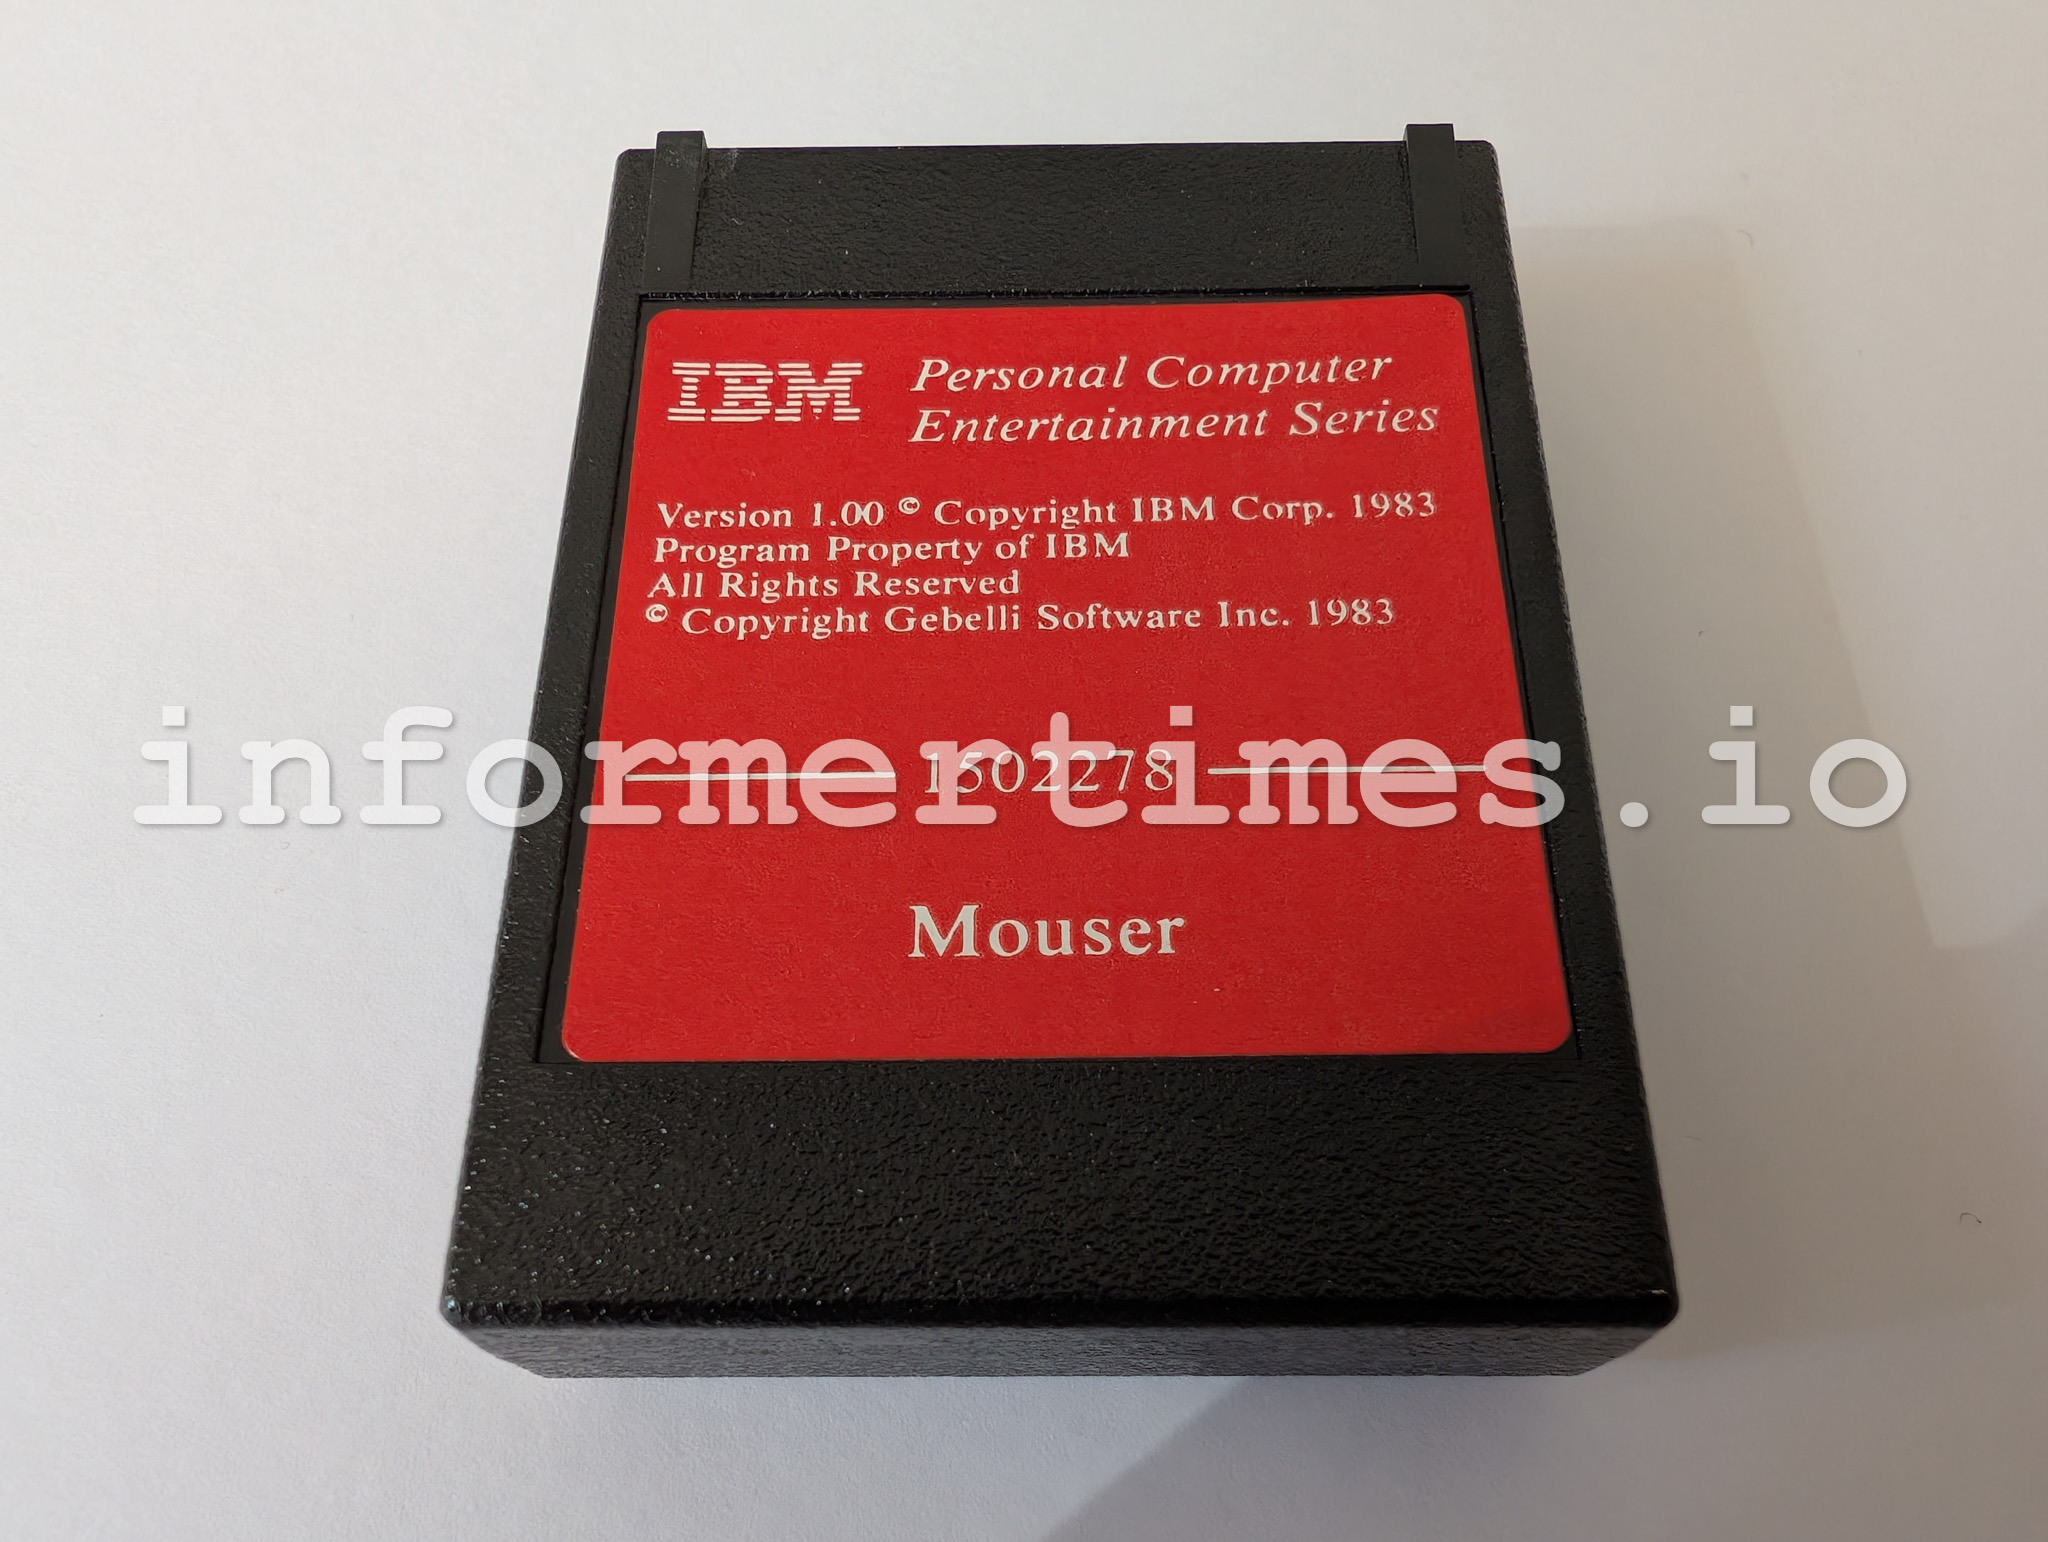 IBM Personal Computer
Entertainment Series
Version 1.00 © Copyright IBM Corp. 1983
Program Property of IBM
All Rights Reserved
© Copyright Gebelli Software Inc. 1983
1502278
informertimes.io
Mouser